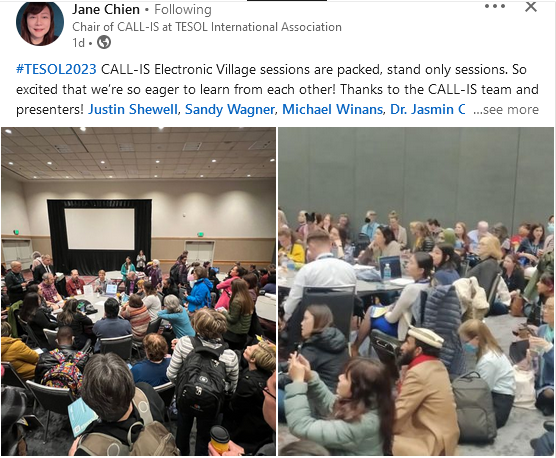 Jane Chien • Following
Chair of CALL-IS at TESOL International Association
1d •
#TESOL2023 CALL-IS Electronic Village sessions are packed, stand only sessions. So
excited that we're so eager to learn from each other! Thanks to the CALL-IS team and
presenters! Justin Shewell, Sandy Wagner, Michael Winans, Dr. Jasmin C ...see more